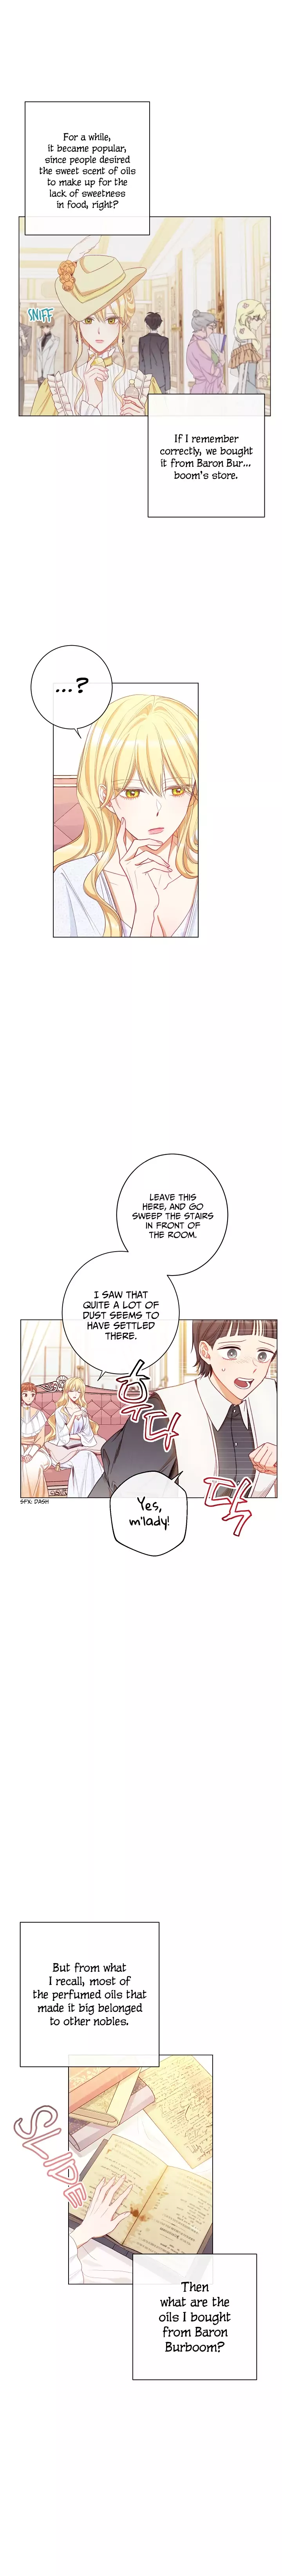 For a while,
it became popular,
since people desired
the sweet scent of oils
to make up for the
lack of sweetness
in food, right?
SNIFF
If I remember
correctly, we bought
it from Baron Bur...
boom's store.
...?
LEAVE THIS
HERE, AND GO
SWEEP THE STAIRS
IN FRONT OF
THE ROOM.
I SAW THAT
QUITE A LOT OF
DUST SEEMS TO
HAVE SETTLED
THERE.
후다
닥
SFX: DASH
Yes,
m'lady!
But from what
I recall, most of
the perfumed oils that
made it big belonged
to other nobles.
SLIDE
Then
what are the
oils I bought
from Baron
Burboom?